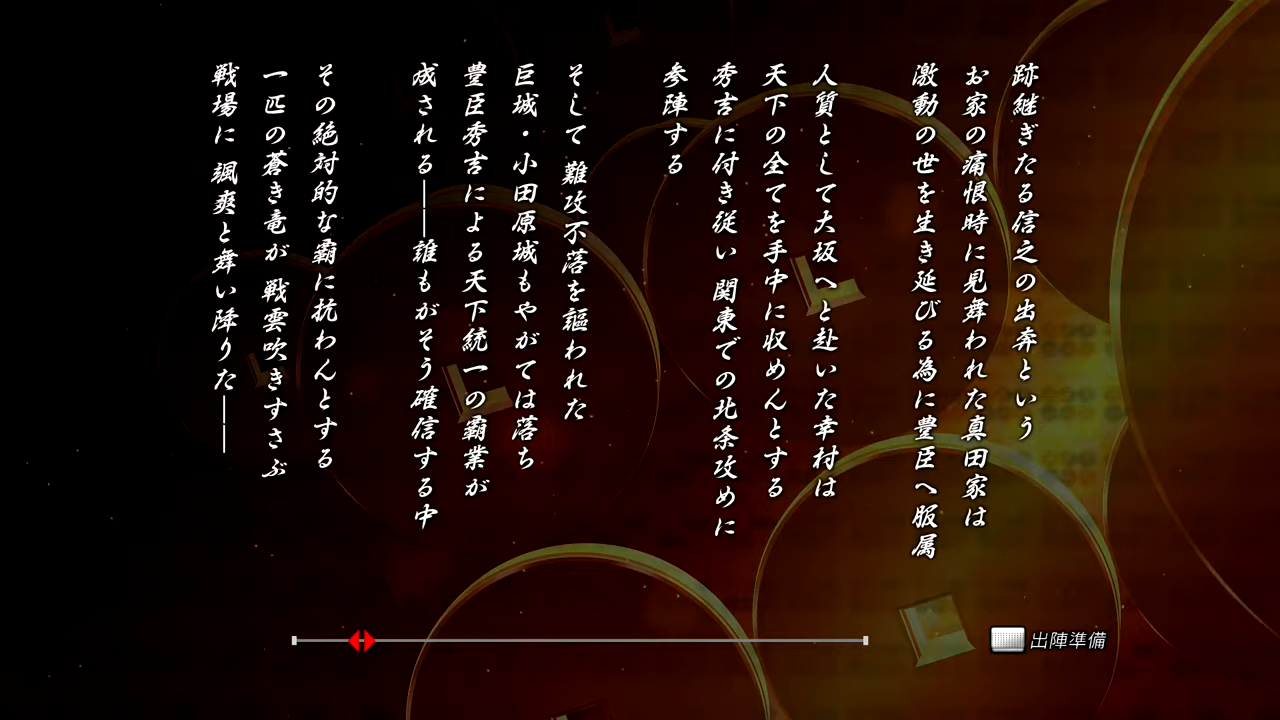 跡継ぎたる信之の出奔という
お家の痛恨時に見舞われた真田家は
激動の世を生き延びる為に豊臣へ服属
人質として大坂へと赴いた幸村は
天下の全てを手中に収めんとする
秀吉に付き従い 関東での北条攻めに
参陣する
そして 難攻不落を謳われた
巨城・小田原城もやがては落ち
豊臣秀吉による天下統一の覇業が
成される――誰もがそう確信する中
その絶対的な覇に抗わんとする
一匹の蒼き竜が 戦雲吹きすさぶ
戦場に 颯爽と舞い降りた――
出陣準備